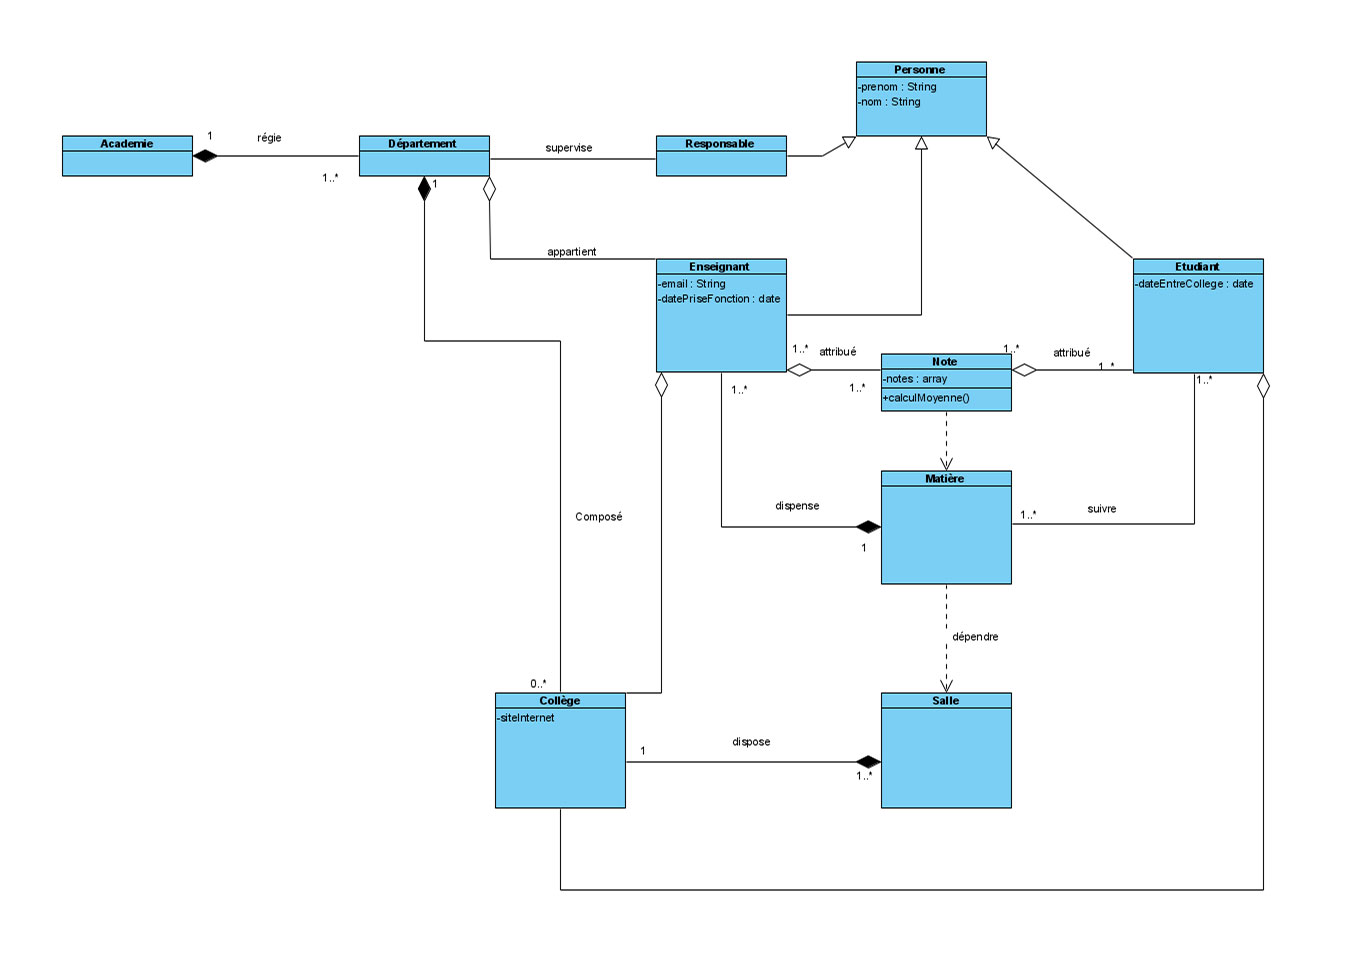 Personne
-prenom : String
-nom : String
Academie
1
régie
1..*
Département
1
supervise
Responsable
appartient
Enseignant
-email : String
-datePriseFonction : date
Etudiant
-dateEntreCollege : date
1..*
attribué
1..*
Note
-notes : array
+calculMoyenne()
1..*
attribué
1..*
1..*
1..*
Matière
dispense
1
1..*
suivre
Composé
dépendre
0..*
Collège
-siteInternet
1
dispose
1..*
Salle